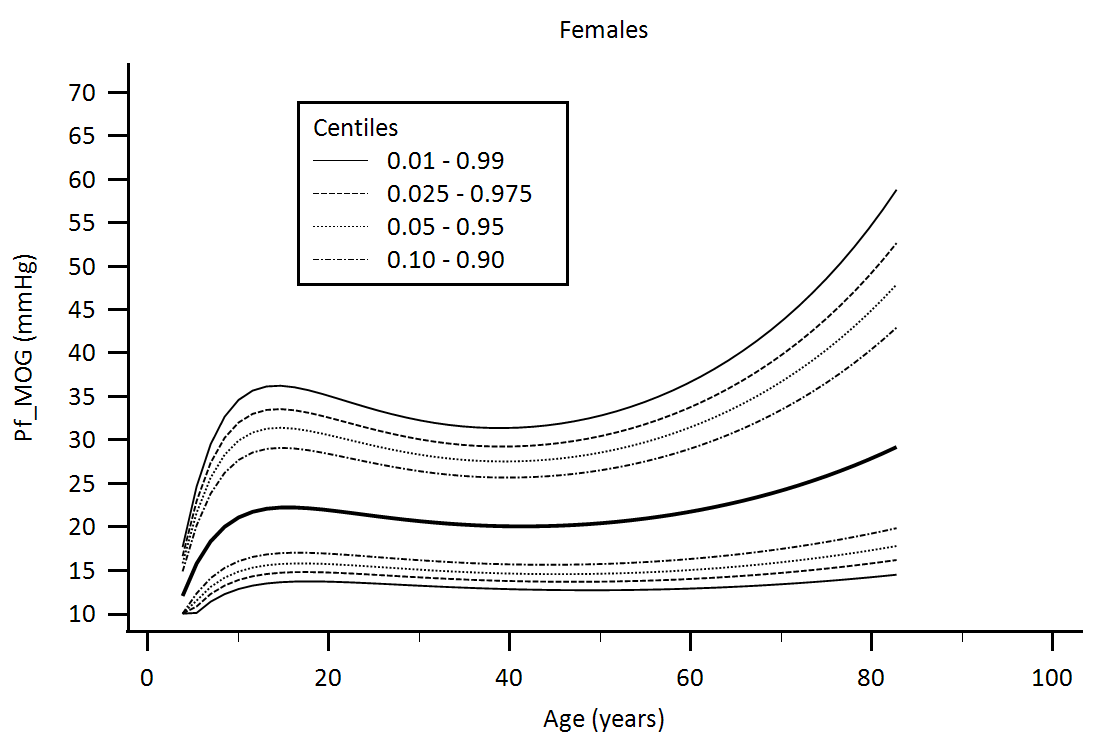 Females
Pf_MOG (mmHg)
70
65
60
55
50
45
40
35
30
25
20
15
10
Centiles
0.01 - 0.99
0.025 - 0.975
0.05 - 0.95
0.10 - 0.90
0 20 40 60 80 100
Age (years)